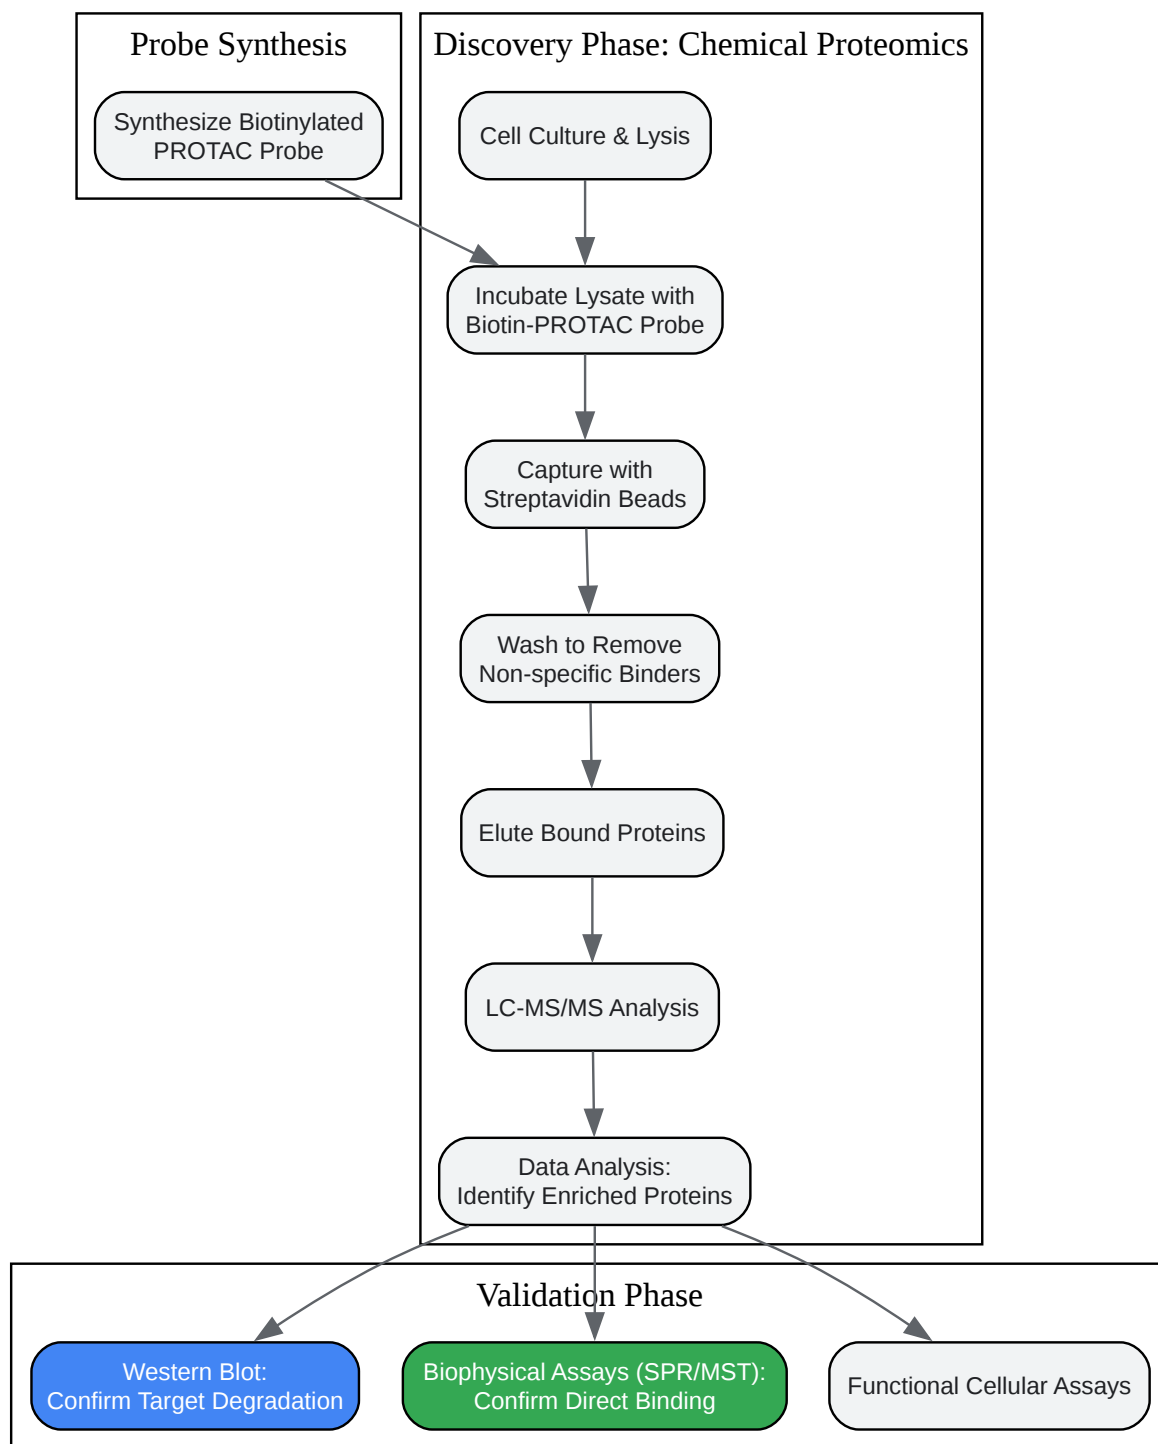 Probe Synthesis
Synthesize Biotinylated
PROTAC Probe
Discovery Phase: Chemical Proteomics
Cell Culture & Lysis
Incubate Lysate with
Biotin-PROTAC Probe
Capture with
Streptavidin Beads
Wash to Remove
Non-specific Binders
Elute Bound Proteins
LC-MS/MS Analysis
Data Analysis:
Identify Enriched Proteins
Validation Phase
Western Blot:
Confirm Target Degradation
Biophysical Assays (SPR/MST):
Confirm Direct Binding
Functional Cellular Assays